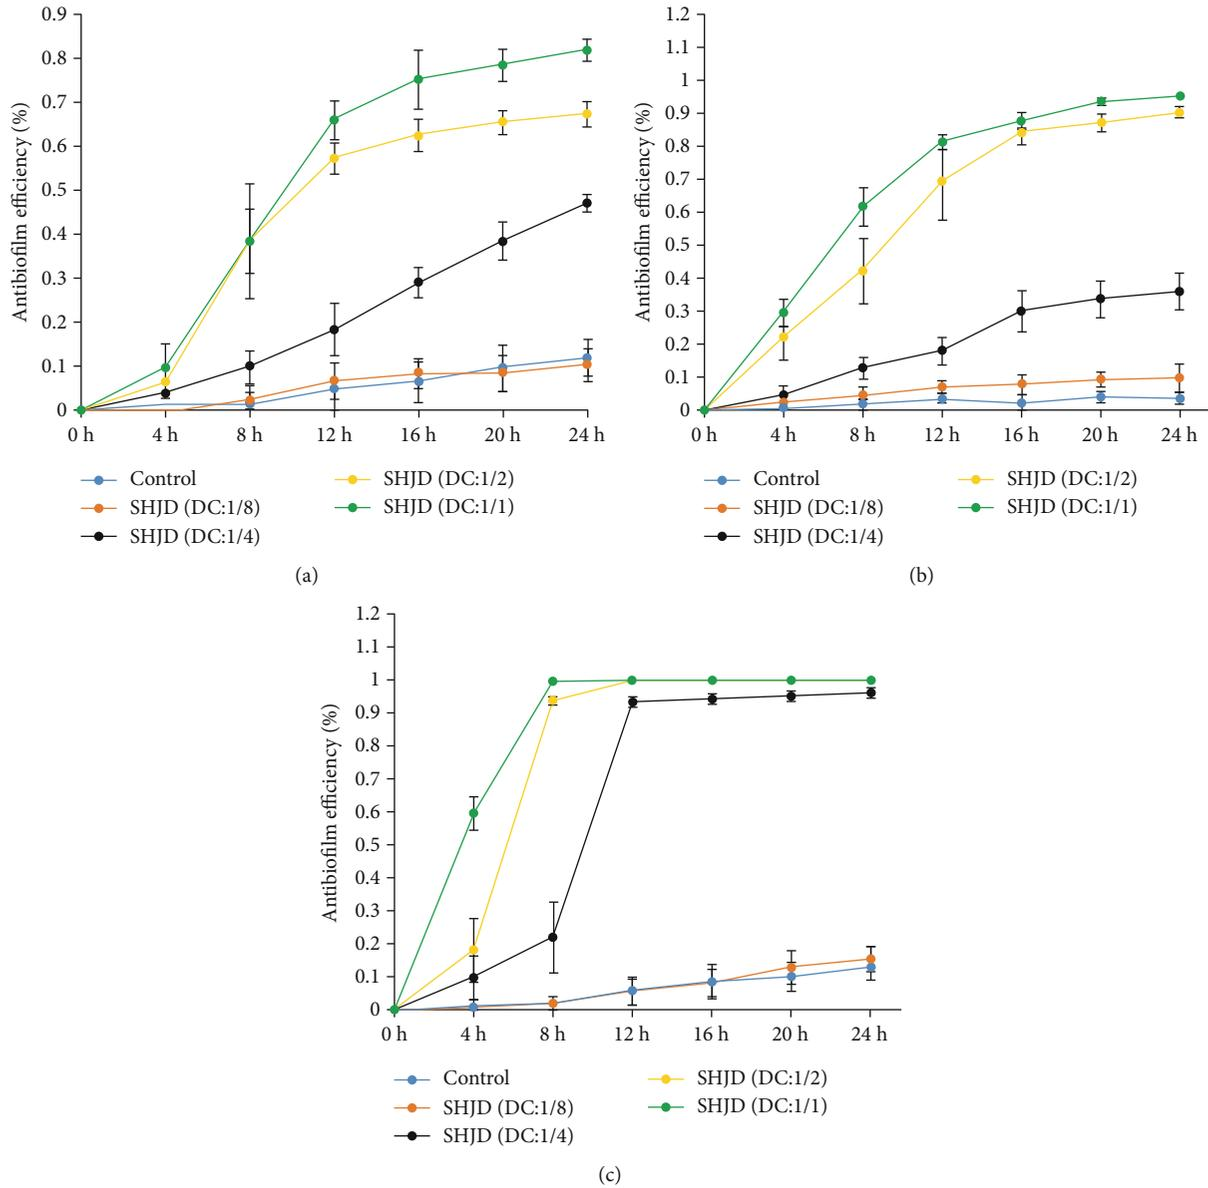 Antibiofilm efficiency (%)
0.9
0.8
0.7
0.6
0.5
0.4
0.3
0.2
0.1
0
0 h 4 h 8 h 12 h 16 h 20 h 24 h
Control
SHJD (DC:1/8)
SHJD (DC:1/4)
SHJD (DC:1/2)
SHJD (DC:1/1)
(a)
Antibiofilm efficiency (%)
1.2
1.1
1
0.9
0.8
0.7
0.6
0.5
0.4
0.3
0.2
0.1
0
0 h 4 h 8 h 12 h 16 h 20 h 24 h
Control
SHJD (DC:1/8)
SHJD (DC:1/4)
SHJD (DC:1/2)
SHJD (DC:1/1)
(b)
Antibiofilm efficiency (%)
1.2
1.1
1
0.9
0.8
0.7
0.6
0.5
0.4
0.3
0.2
0.1
0
0 h 4 h 8 h 12 h 16 h 20 h 24 h
Control
SHJD (DC:1/8)
SHJD (DC:1/4)
SHJD (DC:1/2)
SHJD (DC:1/1)
(c)